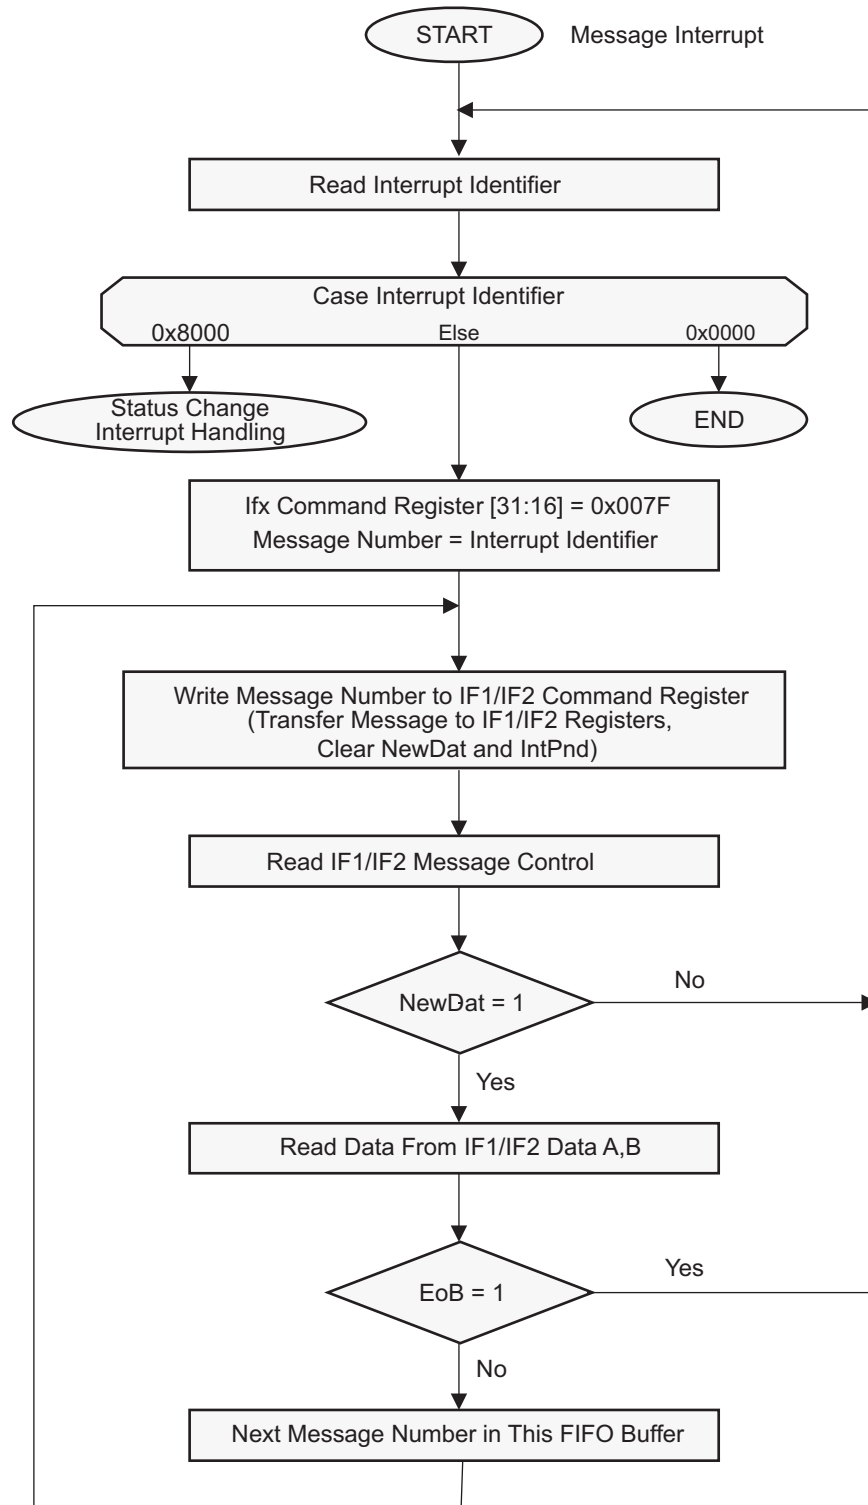 START
Message Interrupt
Read Interrupt Identifier
Case Interrupt Identifier
0x8000
Else
0x0000
Status Change
Interrupt Handling
END
Ifx Command Register [31:16] = 0x007F
Message Number = Interrupt Identifier
Write Message Number to IF1/IF2 Command Register
(Transfer Message to IF1/IF2 Registers,
Clear NewDat and IntPnd)
Read IF1/IF2 Message Control
NewDat = 1
No
Yes
Read Data From IF1/IF2 Data A,B
EoB = 1
Yes
No
Next Message Number in This FIFO Buffer